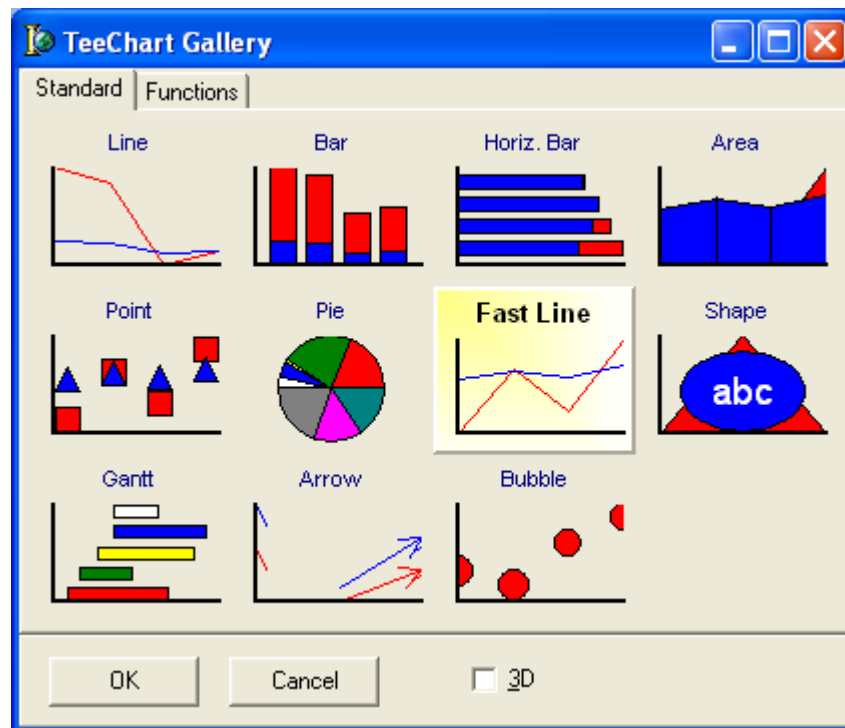 TeeChart Gallery
Standard Functions
Line Bar Horiz. Bar Area
Point Pie Fast Line Shape
abc
Gantt Arrow Bubble
OK Cancel 3D